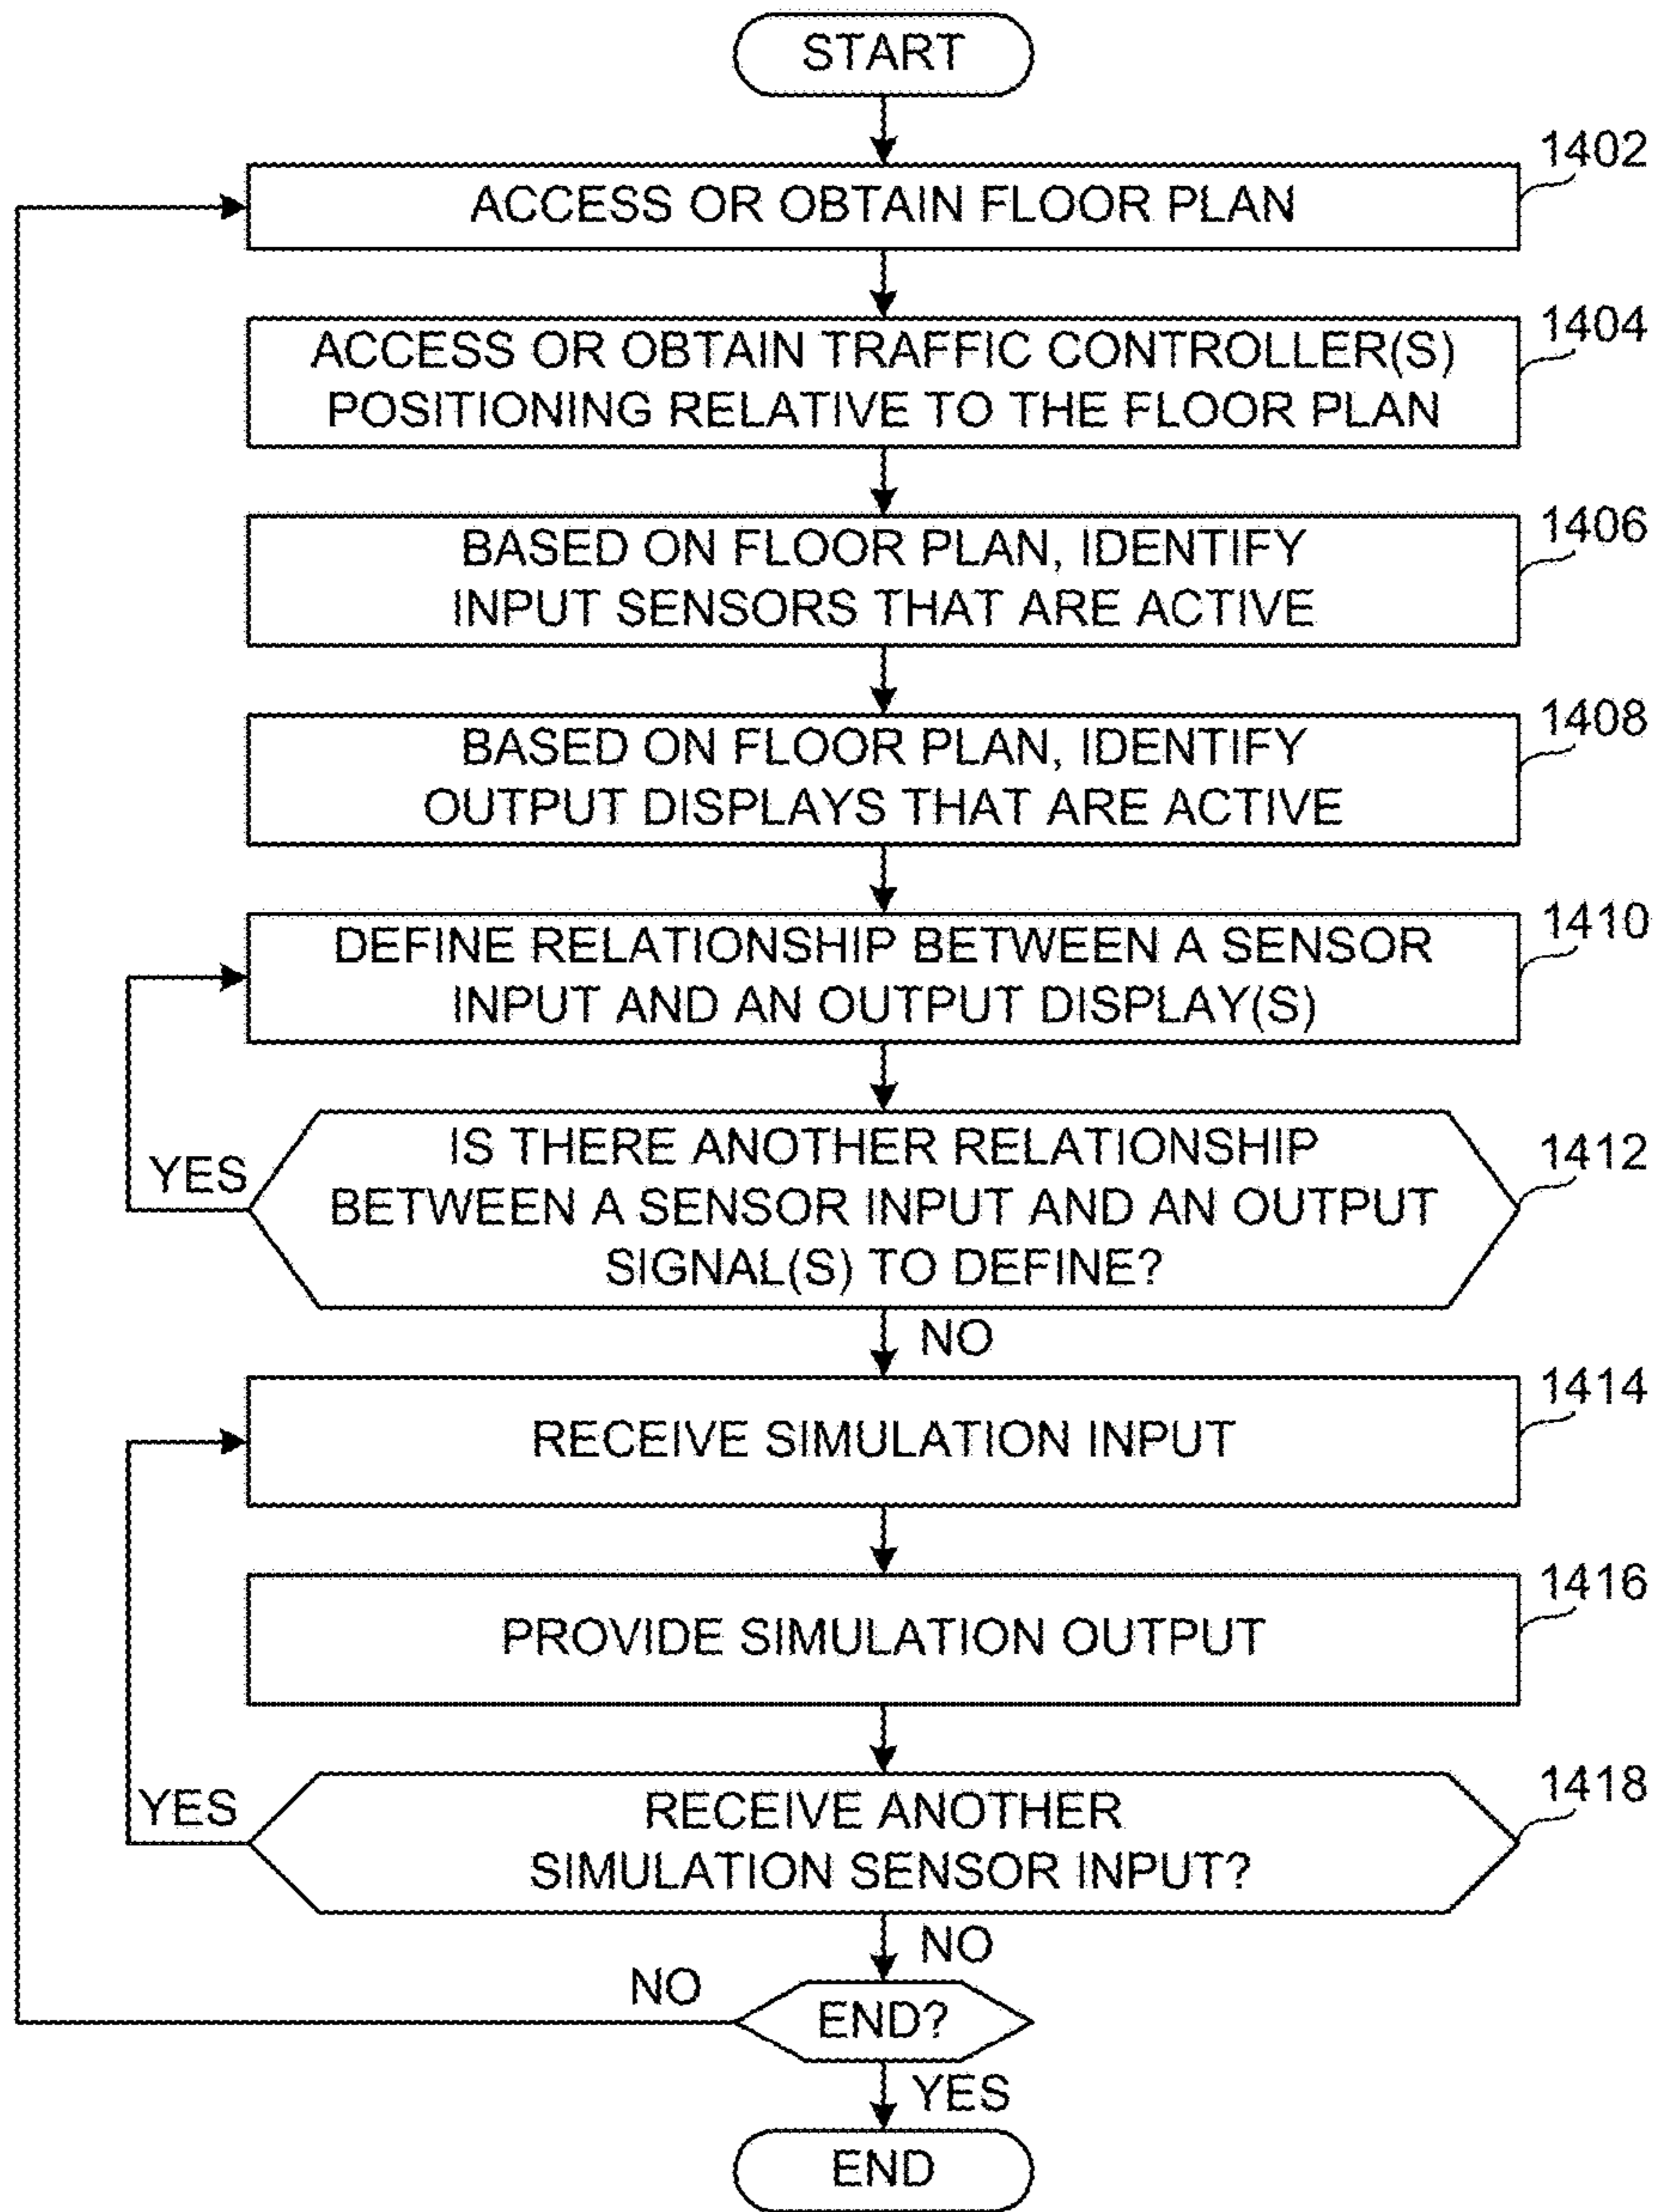 START
1402
ACCESS OR OBTAIN FLOOR PLAN
1404
ACCESS OR OBTAIN TRAFFIC CONTROLLER(S)
POSITIONING RELATIVE TO THE FLOOR PLAN
1406
BASED ON FLOOR PLAN, IDENTIFY
INPUT SENSORS THAT ARE ACTIVE
1408
BASED ON FLOOR PLAN, IDENTIFY
OUTPUT DISPLAYS THAT ARE ACTIVE
1410
DEFINE RELATIONSHIP BETWEEN A SENSOR
INPUT AND AN OUTPUT DISPLAY(S)
1412
IS THERE ANOTHER RELATIONSHIP
BETWEEN A SENSOR INPUT AND AN OUTPUT
SIGNAL(S) TO DEFINE?
YES
NO
1414
RECEIVE SIMULATION INPUT
1416
PROVIDE SIMULATION OUTPUT
1418
RECEIVE ANOTHER
SIMULATION SENSOR INPUT?
YES
NO
NO
END?
YES
END